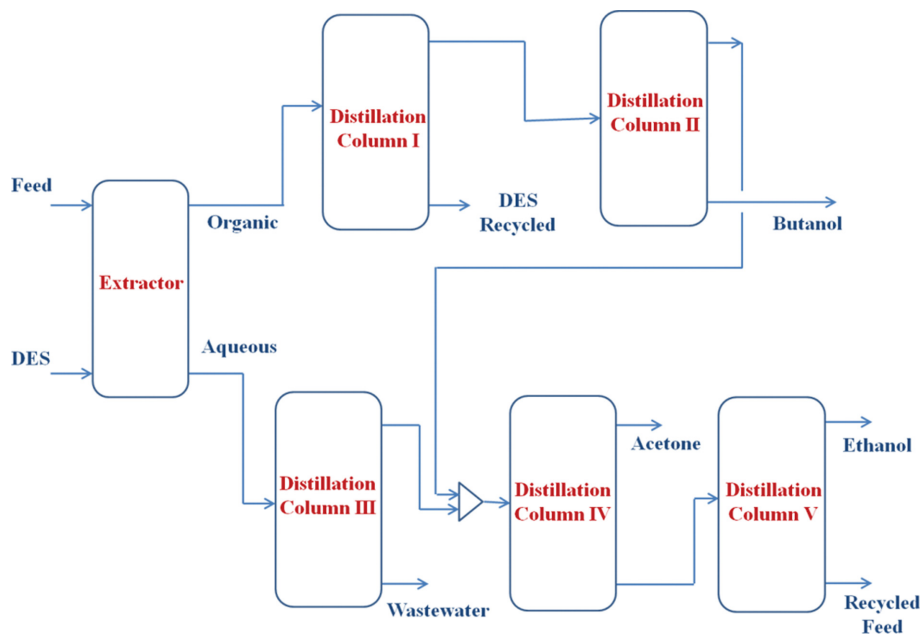 Distillation
Column I
Distillation
Column II
Feed
DES
Recycled
Organic
Butanol
Extractor
Aqueous
DES
Acetone
Ethanol
Distillation
Column III
Distillation
Column IV
Distillation
Column V
Wastewater
Recycled
Feed